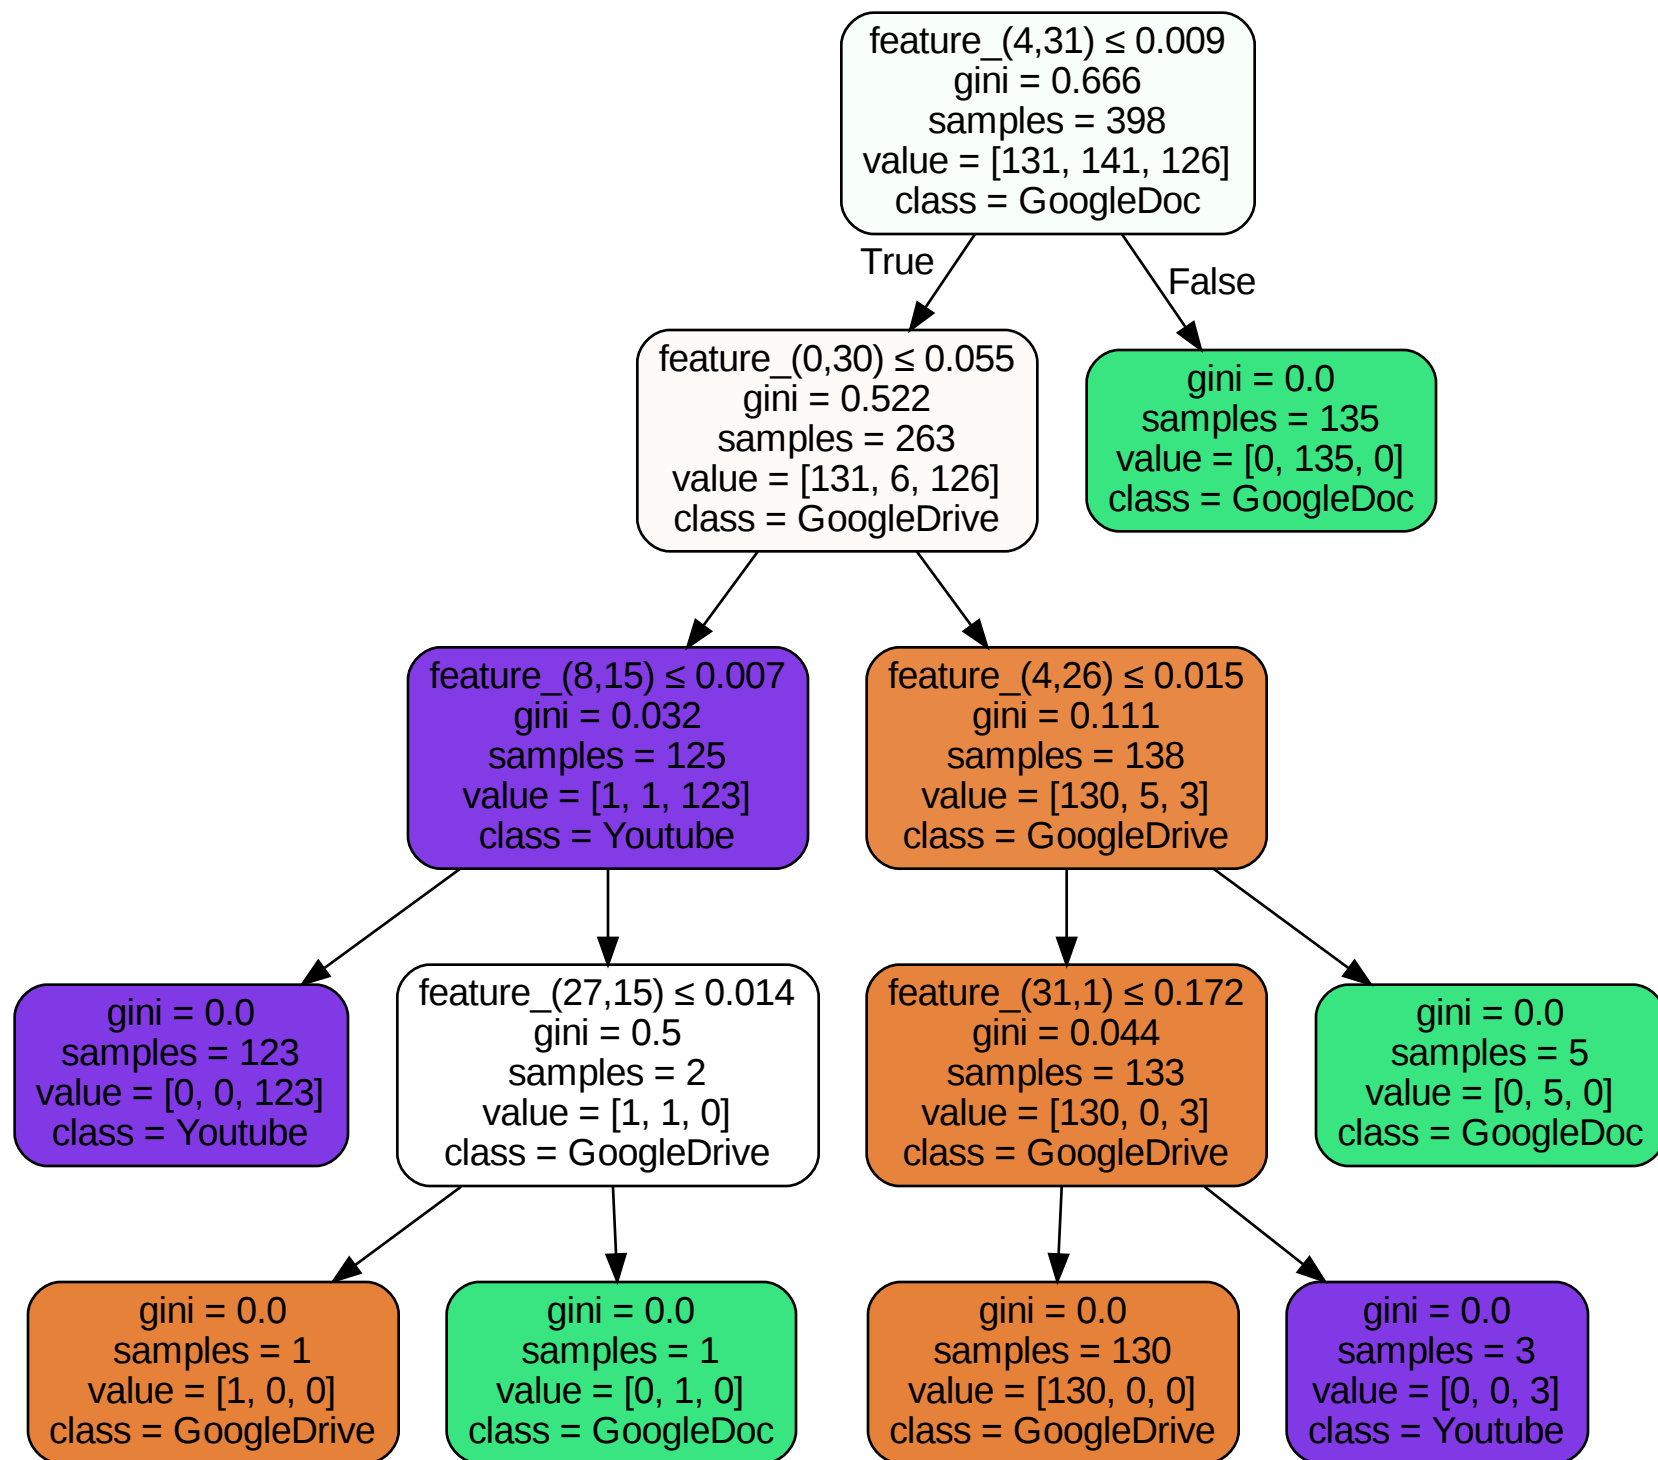 feature_(4,31) ≤ 0.009
gini = 0.666
samples = 398
value = [131, 141, 126]
class = GoogleDoc
True
False
feature_(0,30) ≤ 0.055
gini = 0.522
samples = 263
value = [131, 6, 126]
class = GoogleDrive
gini = 0.0
samples = 135
value = [0, 135, 0]
class = GoogleDoc
feature_(8,15) ≤ 0.007
gini = 0.032
samples = 125
value = [1, 1, 123]
class = Youtube
feature_(4,26) ≤ 0.015
gini = 0.111
samples = 138
value = [130, 5, 3]
class = GoogleDrive
gini = 0.0
samples = 123
value = [0, 0, 123]
class = Youtube
feature_(27,15) ≤ 0.014
gini = 0.5
samples = 2
value = [1, 1, 0]
class = GoogleDrive
feature_(31,1) ≤ 0.172
gini = 0.044
samples = 133
value = [130, 0, 3]
class = GoogleDrive
gini = 0.0
samples = 5
value = [0, 5, 0]
class = GoogleDoc
gini = 0.0
samples = 1
value = [1, 0, 0]
class = GoogleDrive
gini = 0.0
samples = 1
value = [0, 1, 0]
class = GoogleDoc
gini = 0.0
samples = 130
value = [130, 0, 0]
class = GoogleDrive
gini = 0.0
samples = 3
value = [0, 0, 3]
class = Youtube